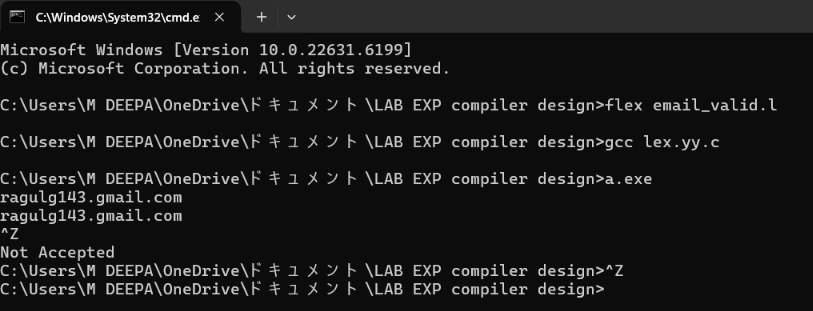 C:\Windows\System32\cmd.e
Microsoft Windows [Version 10.0.22631.6199]
(c) Microsoft Corporation. All rights reserved.
C:\Users\M DEEPA\OneDrive\ドキュメント\LAB EXP compiler design>flex email_valid.l
C:\Users\M DEEPA\OneDrive\ドキュメント\LAB EXP compiler design>gcc lex.yy.c
C:\Users\M DEEPA\OneDrive\ドキュメント\LAB EXP compiler design>a.exe
ragulg143.gmail.com
ragulg143.gmail.com
^Z
Not Accepted
C:\Users\M DEEPA\OneDrive\ドキュメント\LAB EXP compiler design>^Z
C:\Users\M DEEPA\OneDrive\ドキュメント\LAB EXP compiler design>